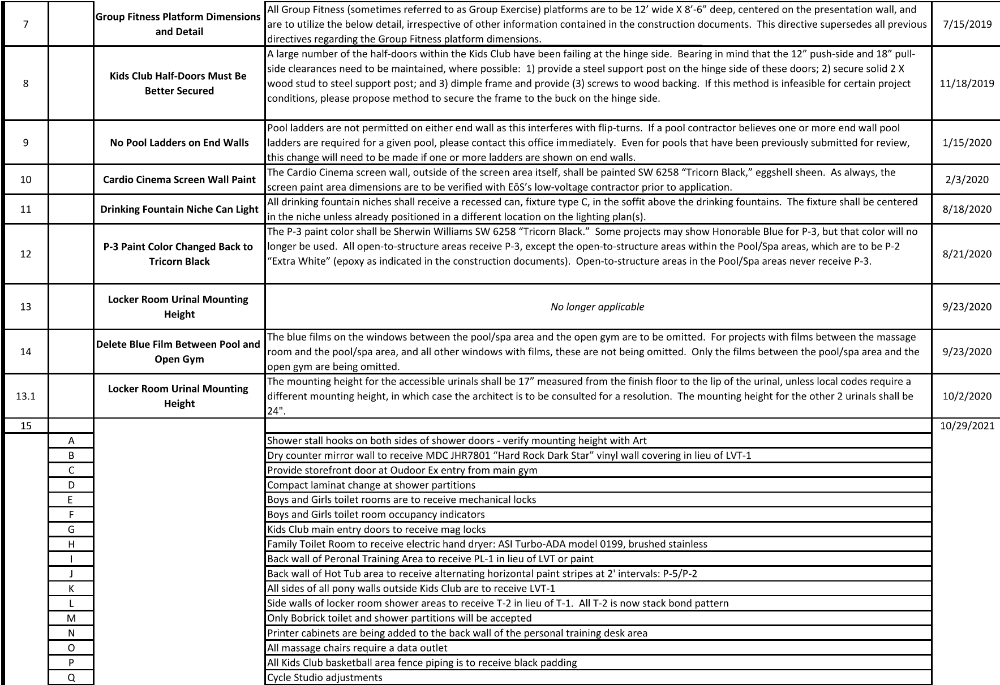 7
Group Fitness Platform Dimensions
and Detail
All Group Fitness (sometimes referred to as Group Exercise) platforms are to be 12’ wide X 8’-6” deep, centered on the presentation wall, and
are to utilize the below detail, irrespective of other information contained in the construction documents.  This directive supersedes all previous
directives regarding the Group Fitness platform dimensions.
7/15/2019
8
Kids Club Half-Doors Must Be
Better Secured
A large number of the half-doors within the Kids Club have been failing at the hinge side.  Bearing in mind that the 12” push-side and 18” pull-
side clearances need to be maintained, where possible:  1) provide a steel support post on the hinge side of these doors; 2) secure solid 2 X
wood stud to steel support post; and 3) dimple frame and provide (3) screws to wood backing.  If this method is infeasible for certain project
conditions, please propose method to secure the frame to the buck on the hinge side.
11/18/2019
9
No Pool Ladders on End Walls
Pool ladders are not permitted on either end wall as this interferes with flip-turns.  If a pool contractor believes one or more end wall pool
ladders are required for a given pool, please contact this office immediately.  Even for pools that have been previously submitted for review,
this change will need to be made if one or more ladders are shown on end walls.
1/15/2020
10
Cardio Cinema Screen Wall Paint
The Cardio Cinema screen wall, outside of the screen area itself, shall be painted SW 6258 “Tricorn Black,” eggshell sheen.  As always, the
screen paint area dimensions are to be verified with EōS’s low-voltage contractor prior to application.
2/3/2020
11
Drinking Fountain Niche Can Light
All drinking fountain niches shall receive a recessed can, fixture type C, in the soffit above the drinking fountains.  The fixture shall be centered
in the niche unless already positioned in a different location on the lighting plan(s).
8/18/2020
12
P-3 Paint Color Changed Back to
Tricorn Black
The P-3 paint color shall be Sherwin Williams SW 6258 “Tricorn Black.”  Some projects may show Honorable Blue for P-3, but that color will no
longer be used.  All open-to-structure areas receive P-3, except the open-to-structure areas within the Pool/Spa areas, which are to be P-2
“Extra White” (epoxy as indicated in the construction documents).  Open-to-structure areas in the Pool/Spa areas never receive P-3.
8/21/2020
13
Locker Room Urinal Mounting
Height
No longer applicable
9/23/2020
14
Delete Blue Film Between Pool and
Open Gym
The blue films on the windows between the pool/spa area and the open gym are to be omitted.  For projects with films between the massage
room and the pool/spa area, and all other windows with films, these are not being omitted.  Only the films between the pool/spa area and the
open gym are being omitted.
9/23/2020
13.1
Locker Room Urinal Mounting
Height
The mounting height for the accessible urinals shall be 17” measured from the finish floor to the lip of the urinal, unless local codes require a
different mounting height, in which case the architect is to be consulted for a resolution.  The mounting height for the other 2 urinals shall be
24".
10/2/2020
15
10/29/2021
A
Shower stall hooks on both sides of shower doors - verify mounting height with Art
B
Dry counter mirror wall to receive MDC JHR7801 “Hard Rock Dark Star” vinyl wall covering in lieu of LVT-1
C
Provide storefront door at Oudoor Ex entry from main gym
D
Compact laminat change at shower partitions
E
Boys and Girls toilet rooms are to receive mechanical locks
F
Boys and Girls toilet room occupancy indicators
G
Kids Club main entry doors to receive mag locks
H
Family Toilet Room to receive electric hand dryer: ASI Turbo-ADA model 0199, brushed stainless
I
Back wall of Peronal Training Area to receive PL-1 in lieu of LVT or paint
J
Back wall of Hot Tub area to receive alternating horizontal paint stripes at 2' intervals: P-5/P-2
K
All sides of all pony walls outside Kids Club are to receive LVT-1
L
Side walls of locker room shower areas to receive T-2 in lieu of T-1.  All T-2 is now stack bond pattern
M
Only Bobrick toilet and shower partitions will be accepted
N
Printer cabinets are being added to the back wall of the personal training desk area
O
All massage chairs require a data outlet
P
All Kids Club basketball area fence piping is to receive black padding
Q
Cycle Studio adjustments